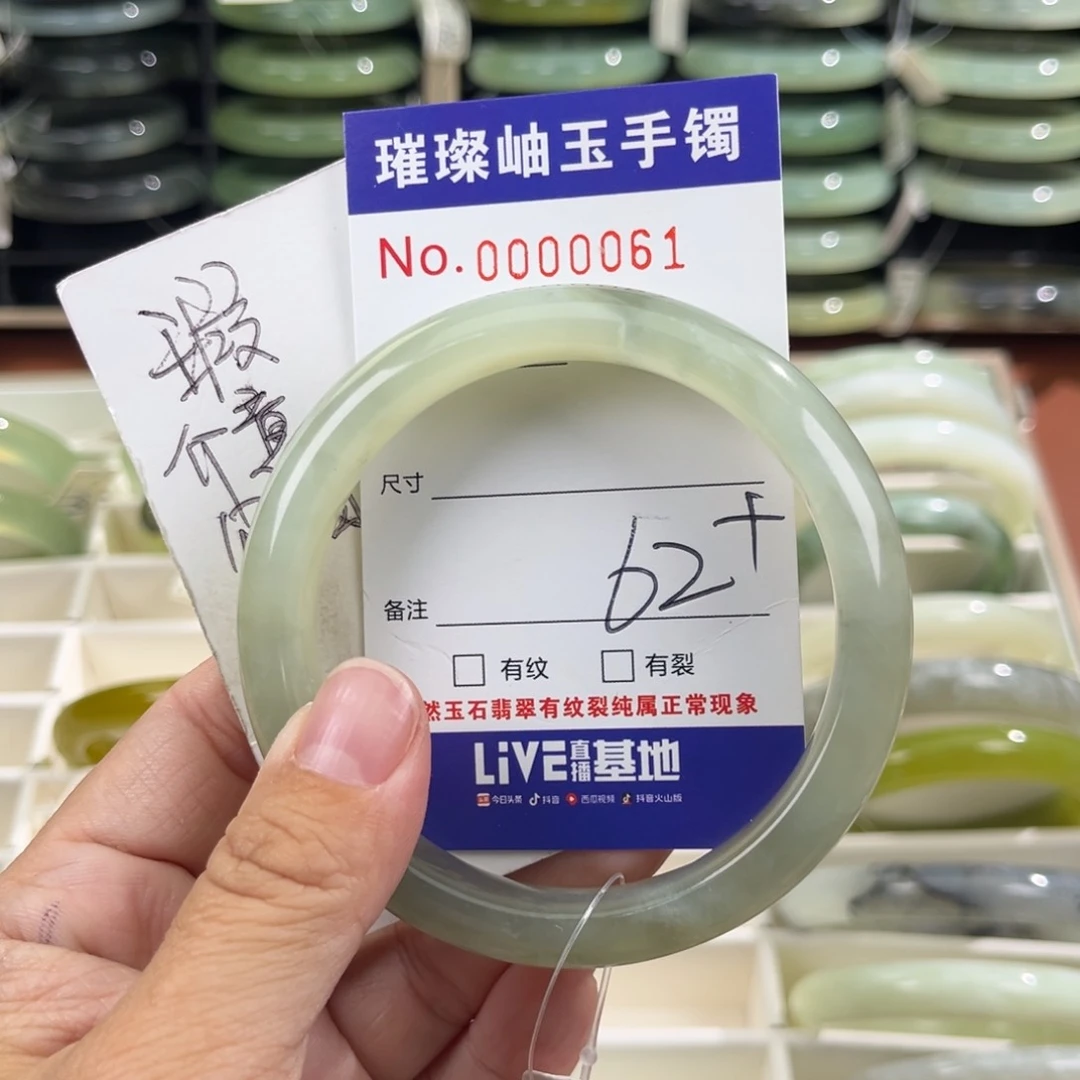 璀璨岫玉手镯
No.0000061
尺寸
62+
备注
有纹 有裂
然玉石翡翠有纹裂纯属正常现象
LiVE直播基地
今日头条 抖音 西瓜视频 抖音火山版